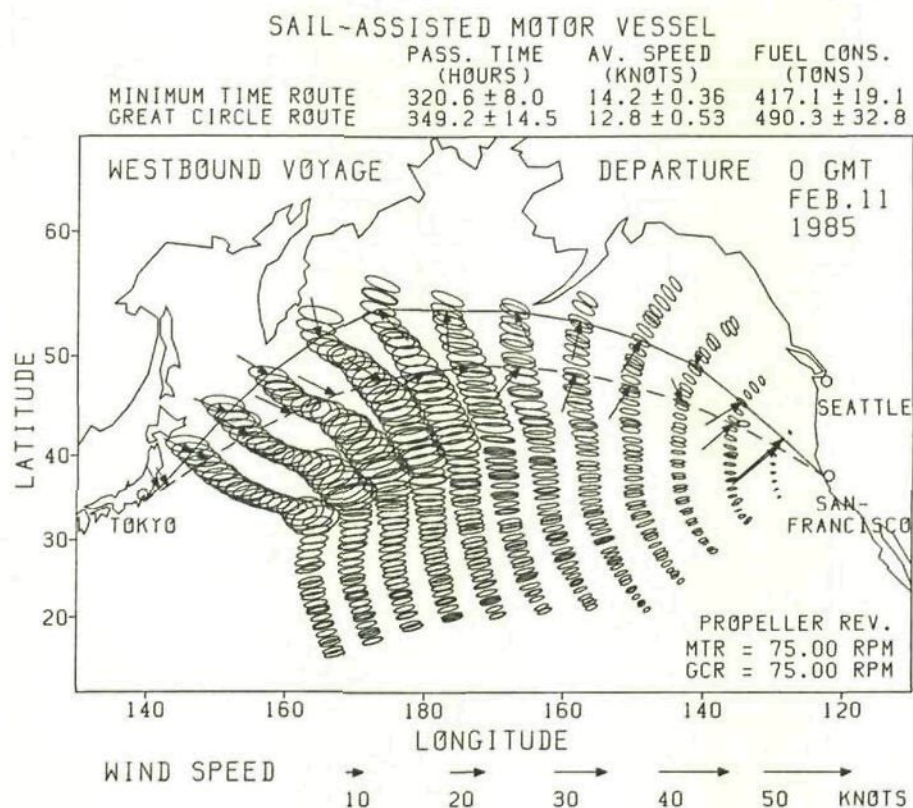 SAIL-ASSISTED MOTOR VESSEL
PASS. TIME AV. SPEED FUEL CONS.
(HOURS) (KNOTS) (TONS)
MINIMUM TIME ROUTE 320.6 ±8.0 14.2 ±0.36 417.1 ±19.1
GREAT CIRCLE ROUTE 349.2 ±14.5 12.8 ±0.53 490.3 ±32.8
WESTBOUND VOYAGE DEPARTURE 0 GMT
FEB.11
1985
60
50
40
30
20
LATITUDE
SEATTLE
SAN-
FRANCISCO
TOKYO
PROPELLER REV.
MTR = 75.00 RPM
GCR = 75.00 RPM
140 160 180 160 140 120
LONGITUDE
WIND SPEED
10 20 30 40 50 KNOTS